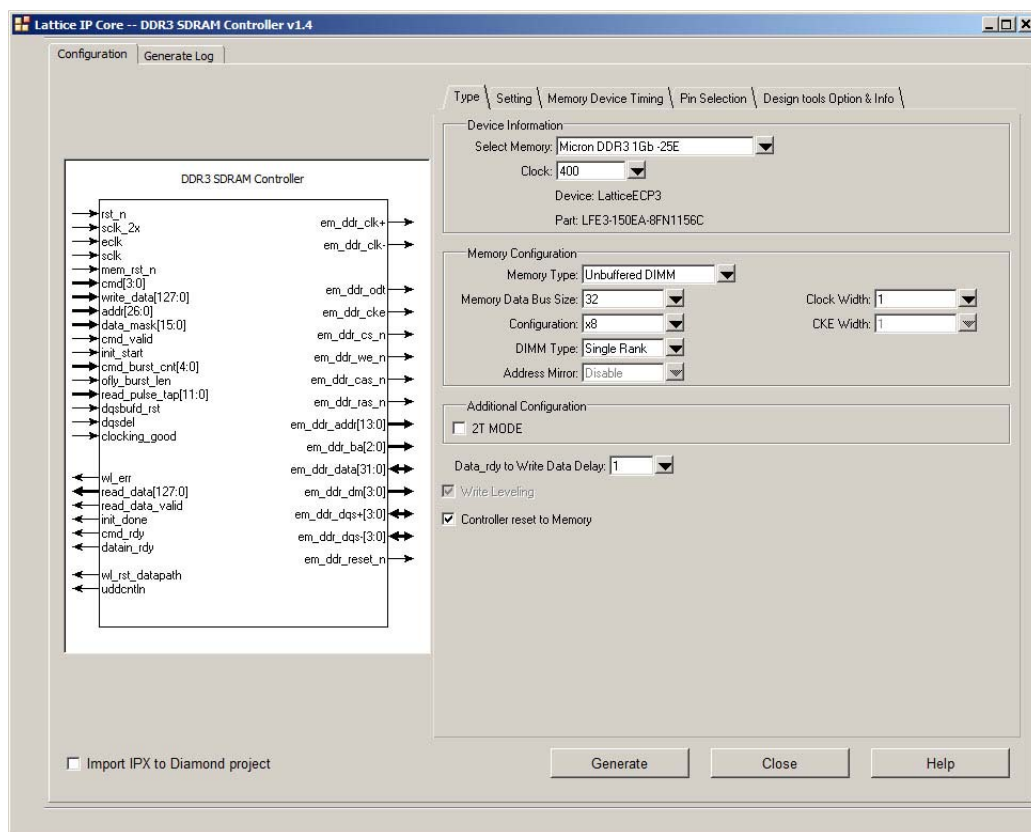 Lattice IP Core -- DDR3 SDRAM Controller v1.4
Configuration
Generate Log
Type
Setting
Memory Device Timing
Pin Selection
Design tools Option & Info
DDR3 SDRAM Controller
rst_n
sclk_2x
eclk
sclk
mem_rst_n
cmd[3:0]
write_data[127:0]
addr[26:0]
data_mask[15:0]
cmd_valid
init_start
cmd_burst_cnt[4:0]
ofly_burst_len
read_pulse_tap[11:0]
dqsbufd_rst
dqsdel
clocking_good
wl_err
read_data[127:0]
read_data_valid
init_done
cmd_rdy
datain_rdy
wl_rst_datapath
uddcntln
em_ddr_clk+
em_ddr_clk-
em_ddr_odt
em_ddr_cke
em_ddr_cs_n
em_ddr_we_n
em_ddr_cas_n
em_ddr_ras_n
em_ddr_addr[13:0]
em_ddr_ba[2:0]
em_ddr_data[31:0]
em_ddr_dm[3:0]
em_ddr_dqs+[3:0]
em_ddr_dqs-[3:0]
em_ddr_reset_n
Device Information
Select Memory: Micron DDR3 1Gb -25E
Clock: 400
Device: LatticeECP3
Part: LFE3-150EA-8FN1156C
Memory Configuration
Memory Type: Unbuffered DIMM
Memory Data Bus Size: 32
Clock Width: 1
Configuration: x8
CKE Width: 1
DIMM Type: Single Rank
Address Mirror: Disable
Additional Configuration
2T MODE
Data_rdy to Write Data Delay: 1
Write Leveling
Controller reset to Memory
Import IPX to Diamond project
Generate
Close
Help